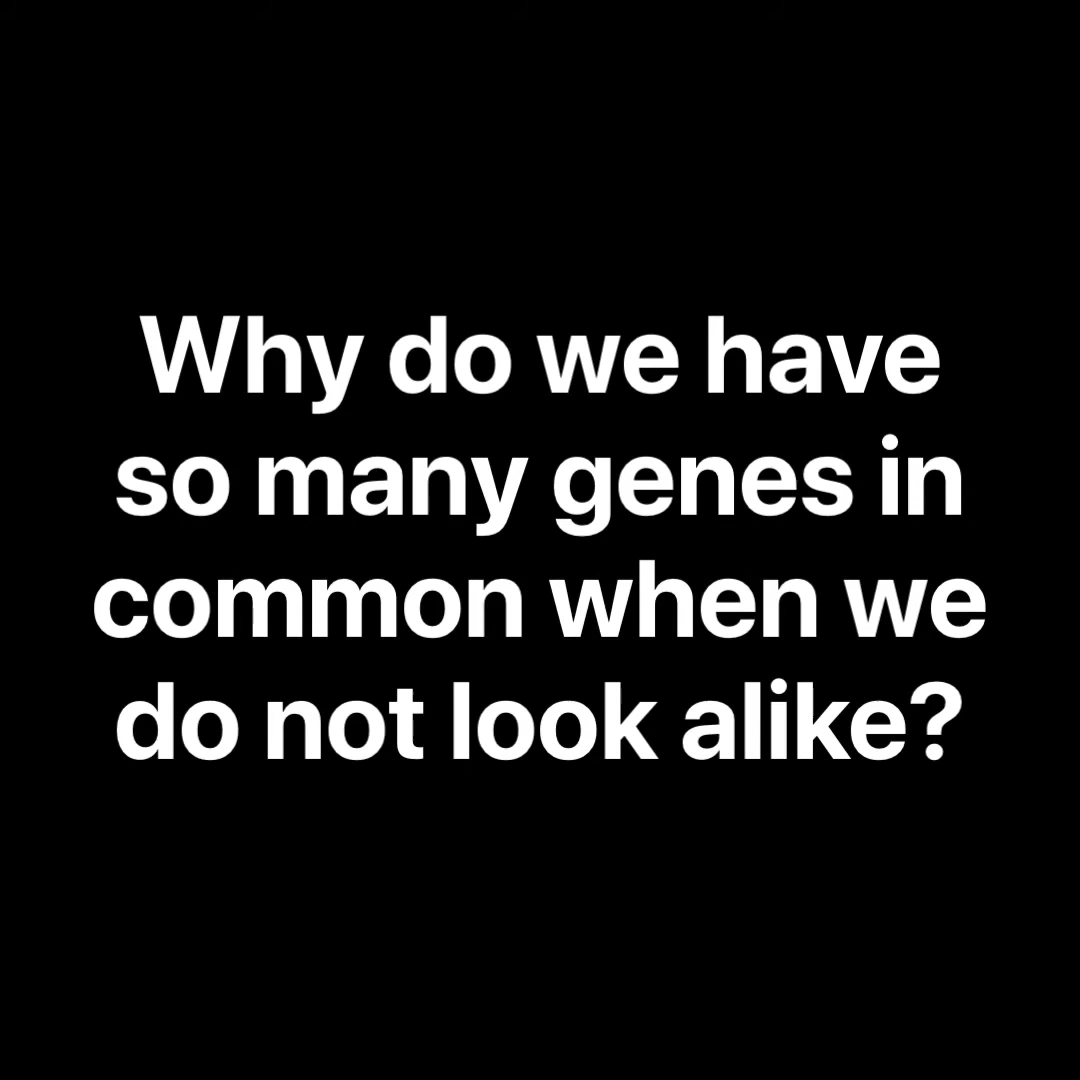 Why do we have
so many genes in
common when we
do not look alike?